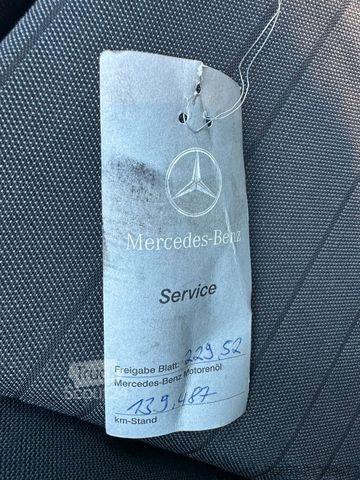 Mercedes-Benz
Service
Freigabe Blatt: 229,52
Mercedes-Benz Motorenöl
139,487
km-Stand